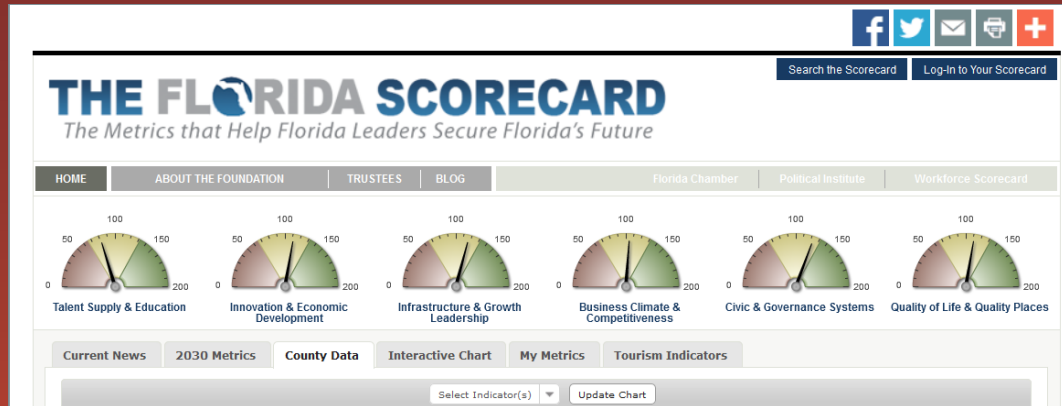 Search the Scorecard Log-In to Your Scorecard
THE FLORIDA SCORECARD
The Metrics that Help Florida Leaders Secure Florida's Future
HOME ABOUT THE FOUNDATION TRUSTEES BLOG Florida Chamber Political Institute Workforce Scorecard
100 100 100 100 100 100
50 150 50 150 50 150 50 150 50 150 50 150
0 200 0 200 0 200 0 200 0 200 0 200
Talent Supply & Education Innovation & Economic Infrastructure & Growth Business Climate & Civic & Governance Systems Quality of Life & Quality Places
Development Leadership Competitiveness
Current News 2030 Metrics County Data Interactive Chart My Metrics Tourism Indicators
Select Indicator(s) Update Chart